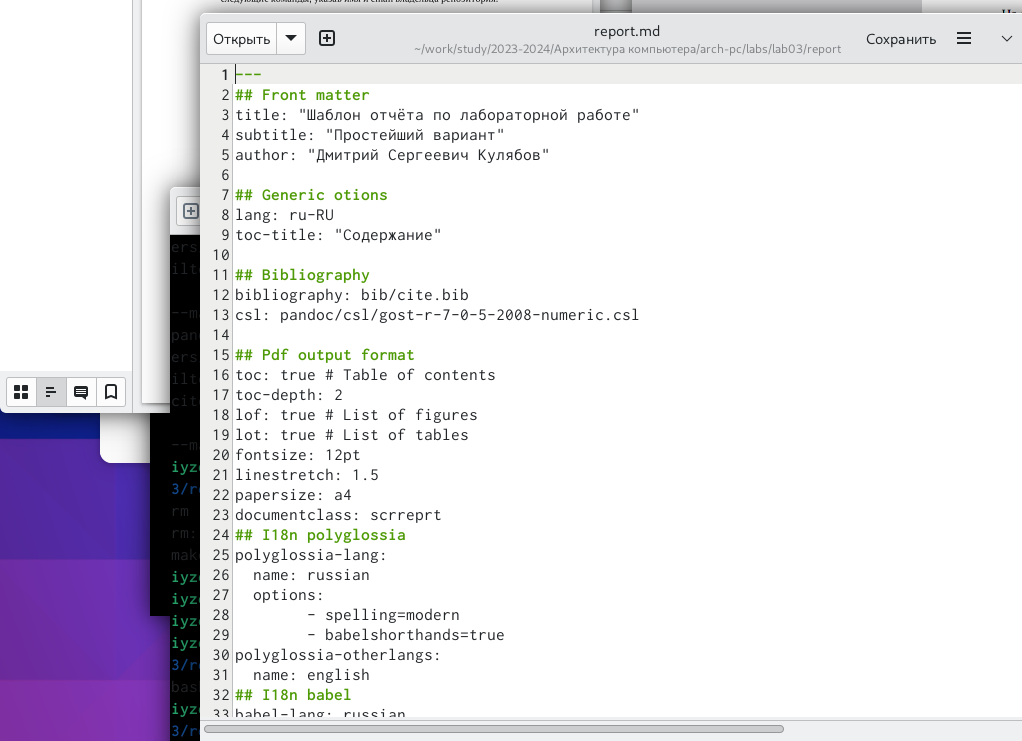 следующие команды, указав имя и email владельца репозитория:
Открыть
report.md
~/work/study/2023-2024/Архитектура компьютера/arch-pc/labs/lab03/report
Сохранить
1 ---
2 ## Front matter
3 title: "Шаблон отчёта по лабораторной работе"
4 subtitle: "Простейший вариант"
5 author: "Дмитрий Сергеевич Кулябов"
6
7 ## Generic otions
8 lang: ru-RU
9 toc-title: "Содержание"
10
11 ## Bibliography
12 bibliography: bib/cite.bib
13 csl: pandoc/csl/gost-r-7-0-5-2008-numeric.csl
14
15 ## Pdf output format
16 toc: true # Table of contents
17 toc-depth: 2
18 lof: true # List of figures
19 lot: true # List of tables
20 fontsize: 12pt
21 linestretch: 1.5
22 papersize: a4
23 documentclass: scrreprt
24 ## I18n polyglossia
25 polyglossia-lang:
26   name: russian
27   options:
28         - spelling=modern
29         - babelshorthands=true
30 polyglossia-otherlangs:
31   name: english
32 ## I18n babel
33 babel-lang: russian
ers
ilt
--m
pan
ers
ilt
cit
--m
iyz
3/r
rm
rm:
mak
iyz
iyz
iyz
iyz
3/r
bas
iyz
3/r